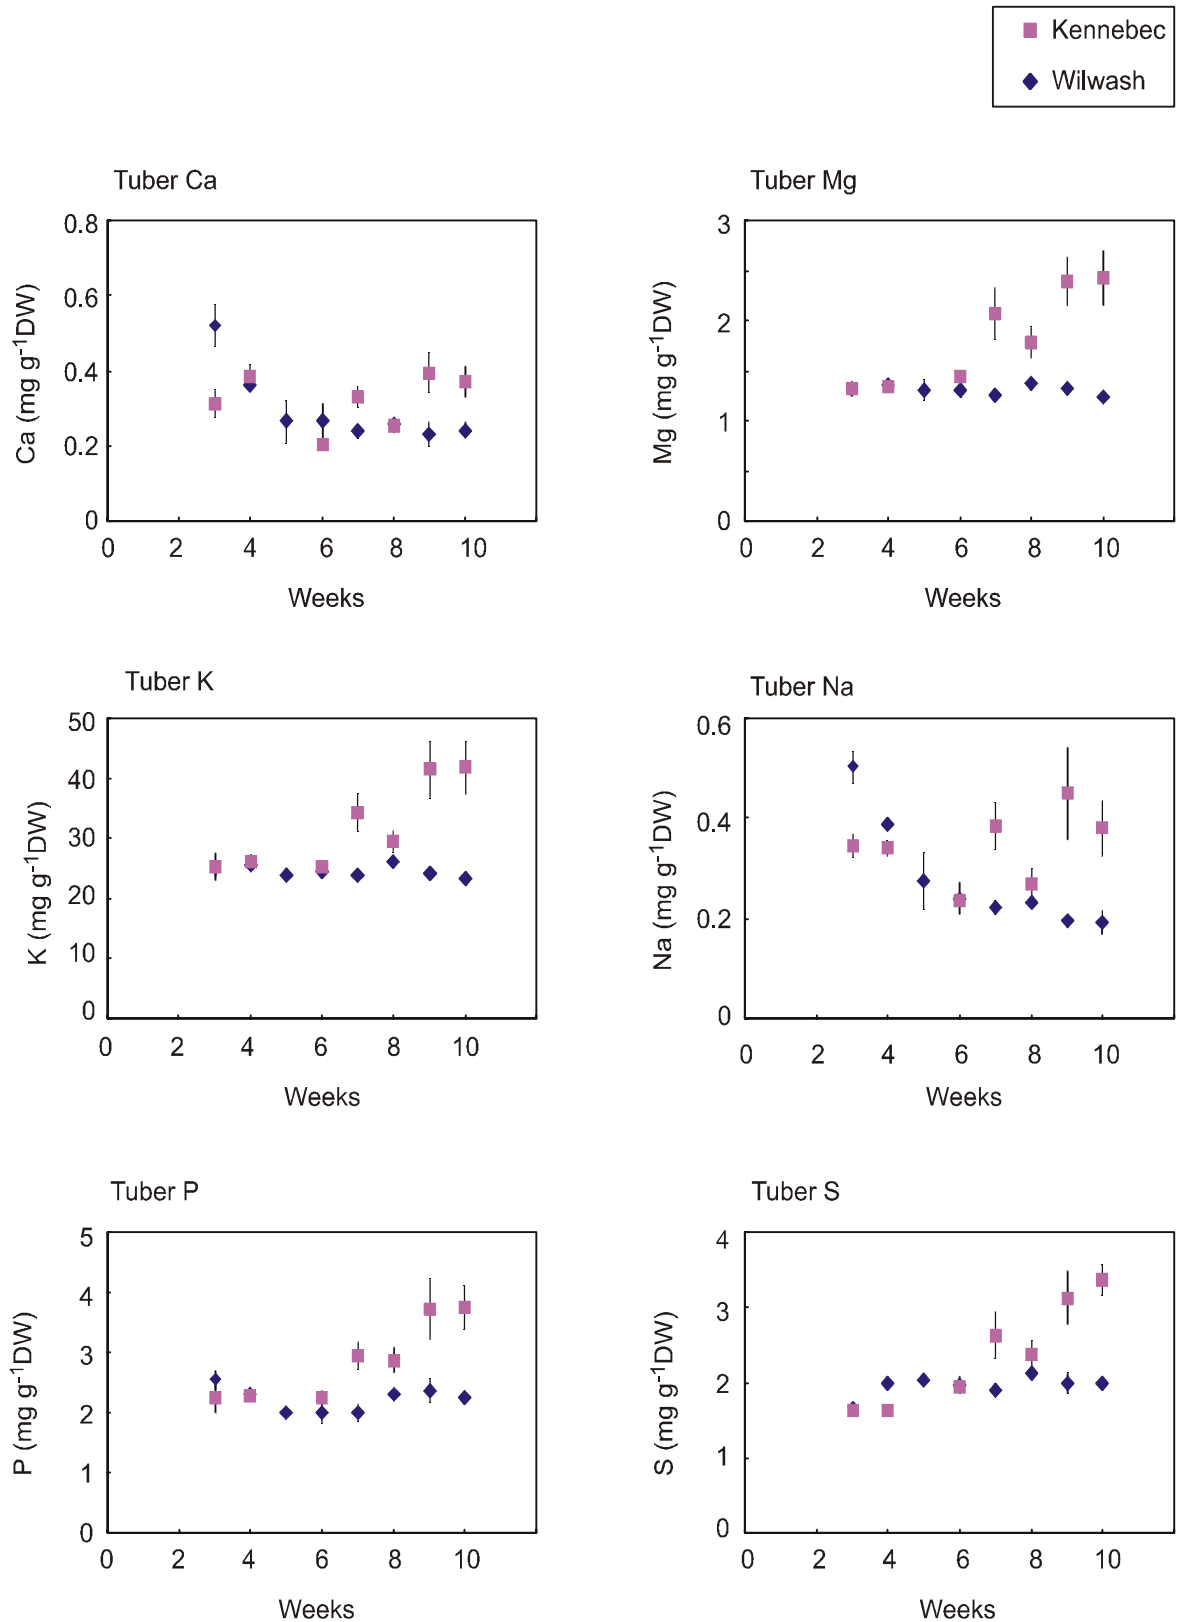 Kennebec
Wilwash
Tuber Ca
0.8
0.6
0.4
0.2
0
Ca (mg g⁻¹DW)
0 2 4 6 8 10
Weeks
Tuber Mg
3
2
1
0
Mg (mg g⁻¹DW)
0 2 4 6 8 10
Weeks
Tuber K
50
40
30
20
10
0
K (mg g⁻¹DW)
0 2 4 6 8 10
Weeks
Tuber Na
0.6
0.4
0.2
0
Na (mg g⁻¹DW)
0 2 4 6 8 10
Weeks
Tuber P
5
4
3
2
1
0
P (mg g⁻¹DW)
0 2 4 6 8 10
Weeks
Tuber S
4
3
2
1
0
S (mg g⁻¹DW)
0 2 4 6 8 10
Weeks